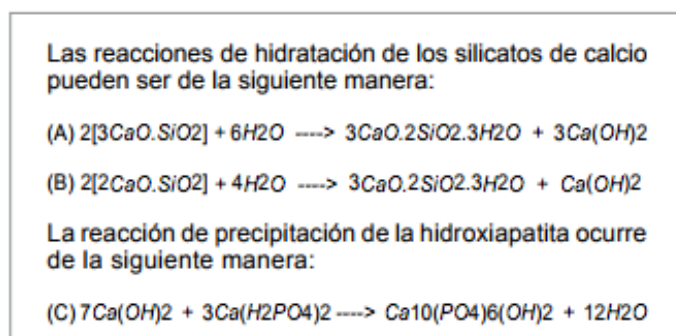 Las reacciones de hidratación de los silicatos de calcio
pueden ser de la siguiente manera:
(A) 2[3CaO.SiO2] + 6H2O ----> 3CaO.2SiO2.3H2O + 3Ca(OH)2
(B) 2[2CaO.SiO2] + 4H2O ----> 3CaO.2SiO2.3H2O + Ca(OH)2
La reacción de precipitación de la hidroxiapatita ocurre
de la siguiente manera:
(C) 7Ca(OH)2 + 3Ca(H2PO4)2 ----> Ca10(PO4)6(OH)2 + 12H2O